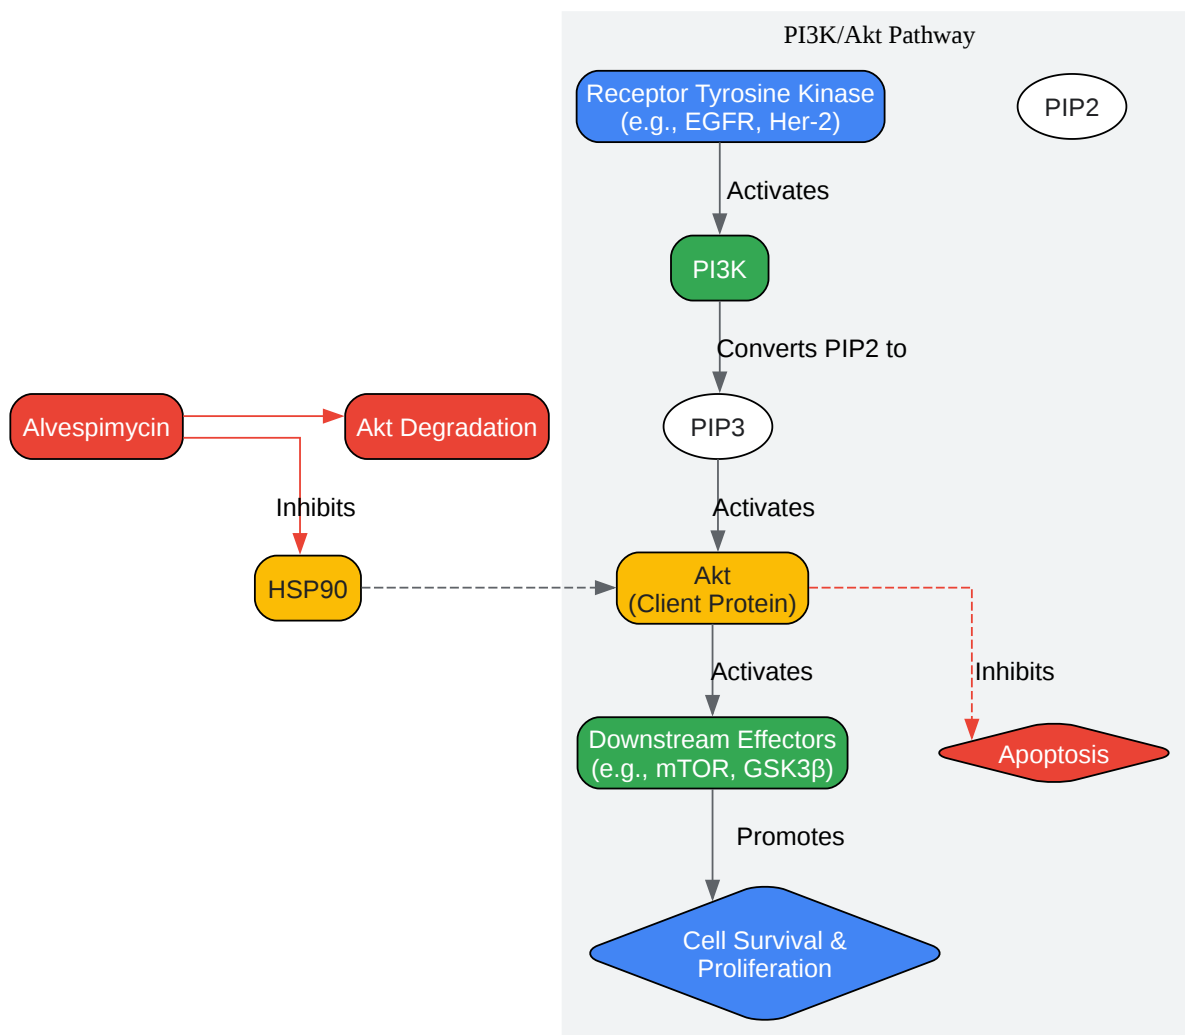 PI3K/Akt Pathway
Receptor Tyrosine Kinase
(e.g., EGFR, Her-2)
PIP2
Activates
PI3K
Converts PIP2 to
Alvespimycin
Akt Degradation
PIP3
Inhibits
Activates
HSP90
Akt
(Client Protein)
Activates
Inhibits
Downstream Effectors
(e.g., mTOR, GSK3β)
Apoptosis
Promotes
Cell Survival &
Proliferation